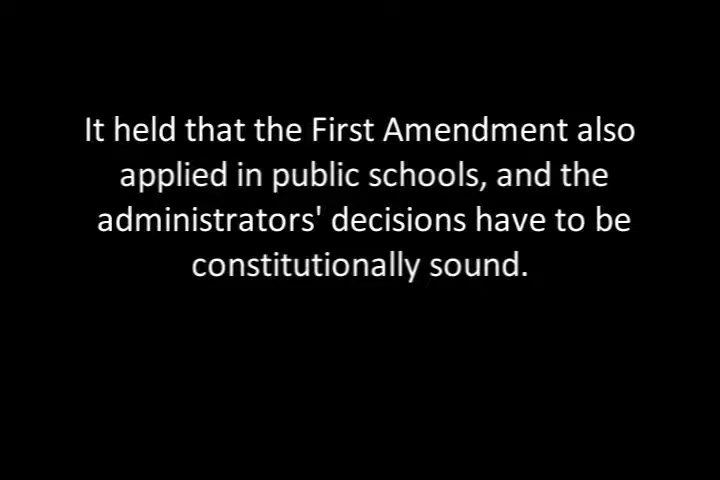 It held that the First Amendment also
applied in public schools, and the
administrators' decisions have to be
constitutionally sound.